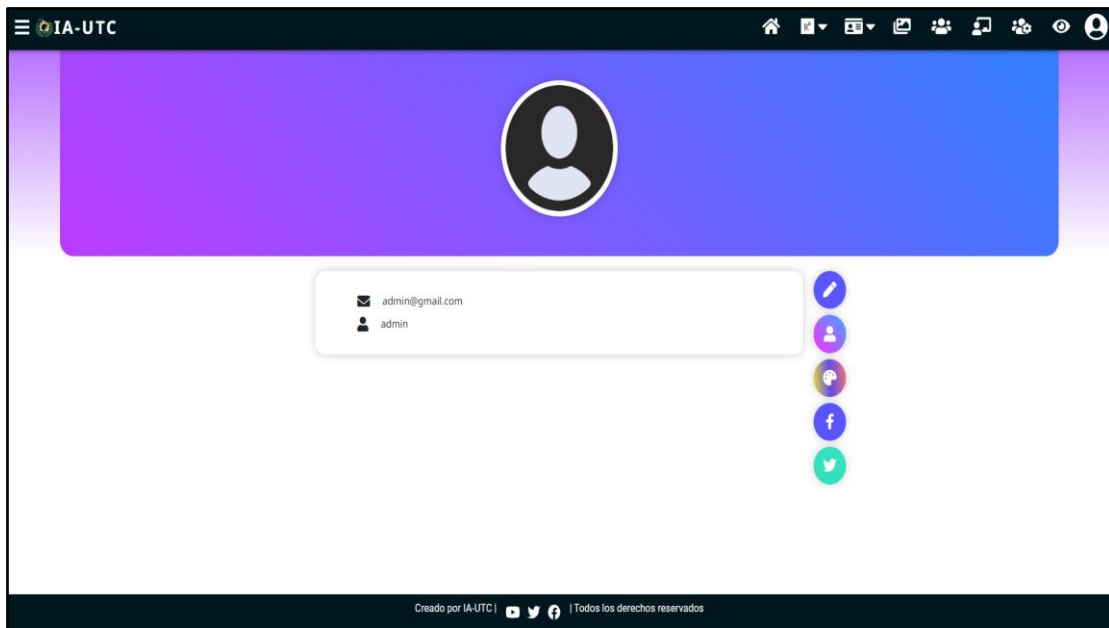 IA-UTC
admin@gmail.com
admin
Creado por IA-UTC | | Todos los derechos reservados